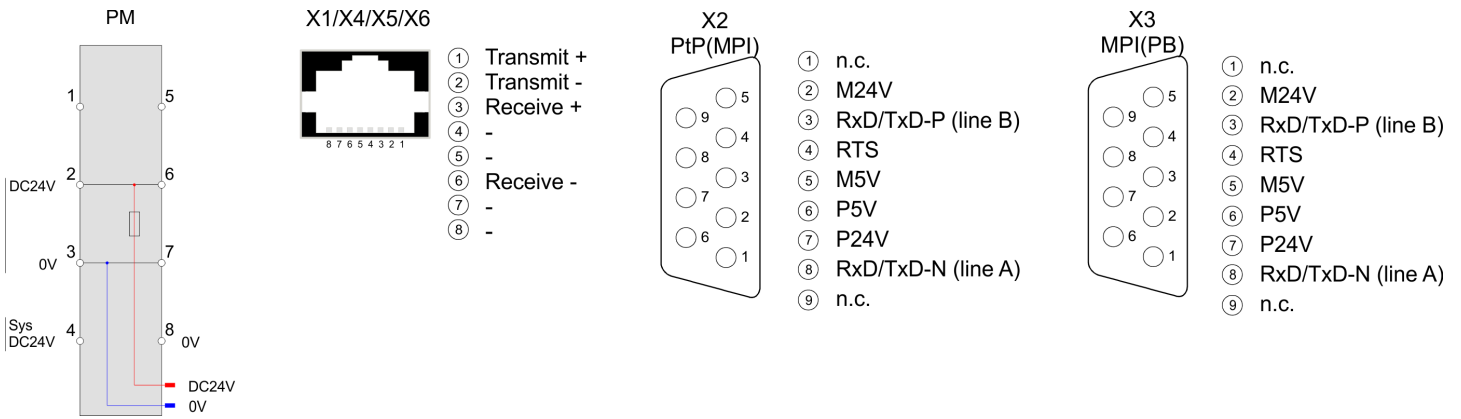 PM
1
5
2
6
DC24V
3
7
0V
Sys
DC24V
4
8
0V
DC24V
0V
X1/X4/X5/X6
8 7 6 5 4 3 2 1
1 Transmit +
2 Transmit -
3 Receive +
4 -
5 -
6 Receive -
7 -
8 -
X2
PtP(MPI)
5
9
4
8
3
7
2
6
1
1 n.c.
2 M24V
3 RxD/TxD-P (line B)
4 RTS
5 M5V
6 P5V
7 P24V
8 RxD/TxD-N (line A)
9 n.c.
X3
MPI(PB)
5
9
4
8
3
7
2
6
1
1 n.c.
2 M24V
3 RxD/TxD-P (line B)
4 RTS
5 M5V
6 P5V
7 P24V
8 RxD/TxD-N (line A)
9 n.c.